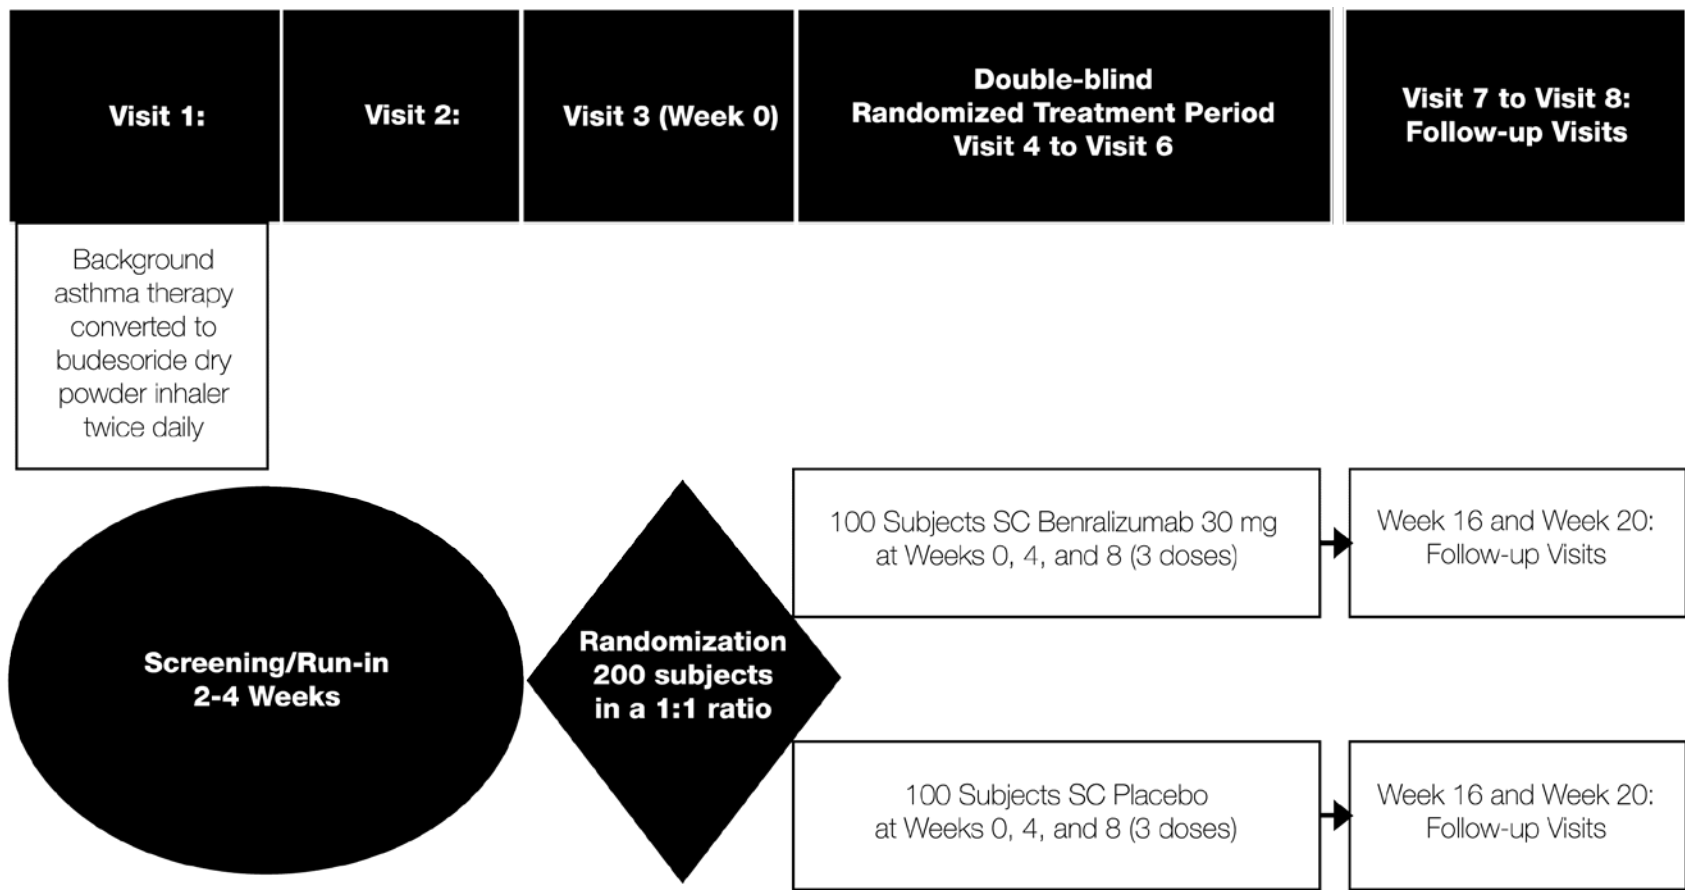 Visit 1:
Visit 2:
Visit 3 (Week 0)
Double-blind
Randomized Treatment Period
Visit 4 to Visit 6
Visit 7 to Visit 8:
Follow-up Visits
Background
asthma therapy
converted to
budesoride dry
powder inhaler
twice daily
Screening/Run-in
2-4 Weeks
Randomization
200 subjects
in a 1:1 ratio
100 Subjects SC Benralizumab 30 mg
at Weeks 0, 4, and 8 (3 doses)
Week 16 and Week 20:
Follow-up Visits
100 Subjects SC Placebo
at Weeks 0, 4, and 8 (3 doses)
Week 16 and Week 20:
Follow-up Visits